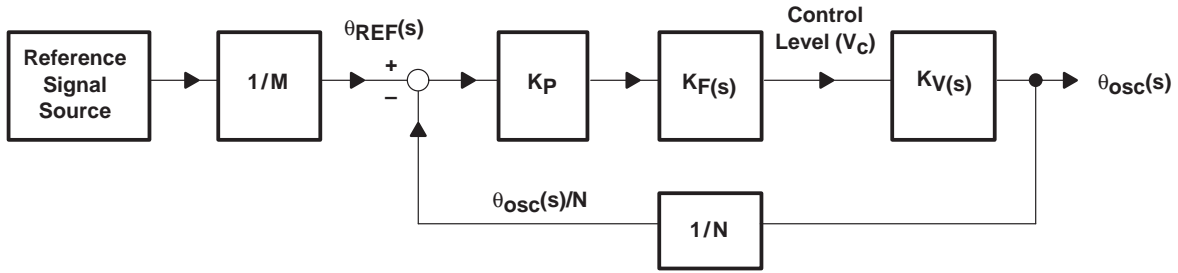 Reference
Signal
Source
1/M
θREF(s)
+
−
KP
KF(s)
Control
Level (VC)
KV(s)
θosc(s)
θosc(s)/N
1/N